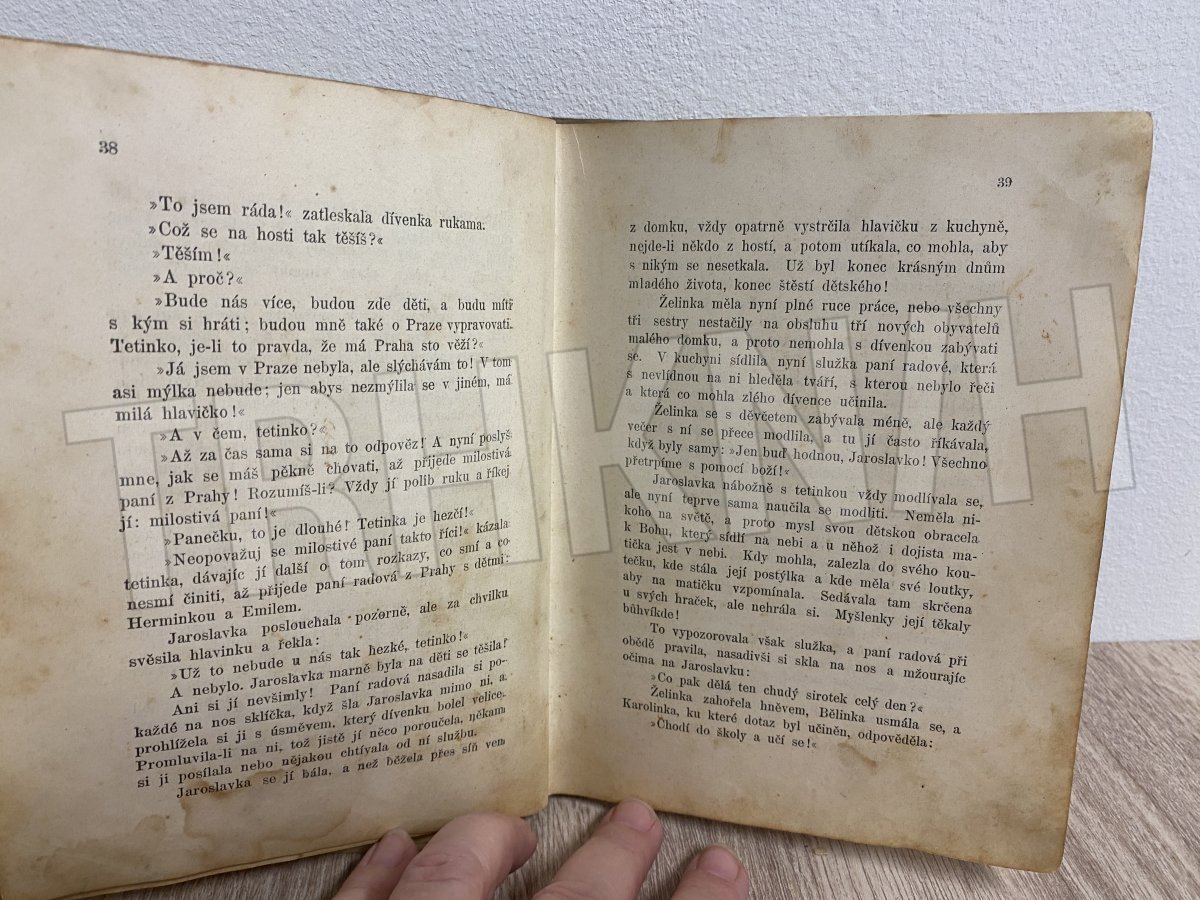 38
»To jsem ráda!« zatleskala dívenka rukama.
»Což se na hosti tak těšíš?«
»Těším!«
»A proč?«
»Bude nás více, budou zde děti, a budu míti
s kým si hráti; budou mně také o Praze vypravovati.
Tetinko, je-li to pravda, že má Praha sto věží?«
»Já jsem v Praze nebyla, ale slýchávám to! V tom
asi mýlka nebude; jen abys nezmýlila se v jiném, má
milá hlavičko!«
»A v čem, tetinko?«
»Až za čas sama si na to odpověz! A nyní poslyš
mne, jak se máš pěkně chovati, až přijede milostivá
paní z Prahy! Rozumíš-li? Vždy jí polib ruku a říkej
jí: milostivá paní!«
»Panečku, to je dlouhé! Tetinka je hezčí!«
»Neopovažuj se milostivé paní takto říci!« kázala
tetinka, dávajíc jí další o tom rozkazy, co smí a co
nesmí činiti, až přijede paní radová z Prahy s dětmi:
Herminkou a Emilem.
Jaroslavka poslouchala pozorně, ale za chvilku
svěsila hlavinku a řekla:
»Už to nebude u nás tak hezké, tetinko!«
A nebylo. Jaroslavka marně byla na děti se těšila!
Ani si jí nevšimly! Paní radová nasadila si po-
každé na nos sklíčka, když šla Jaroslavka mimo ni, a
prohlížela si ji s úsměvem, který dívenku bolel velice.
Promluvila-li na ni, tož jistě jí něco poroučela, někam
si ji posílala nebo nějakou chtívala od ní službu.
Jaroslavka se jí bála, a než běžela přes síň ven
39
z domku, vždy opatrně vystrčila hlavičku z kuchyně,
nejde-li někdo z hostí, a potom utíkala, co mohla, aby
s nikým se nesetkala. Už byl konec krásným dnům
mladého života, konec štěstí dětského!
Želinka měla nyní plné ruce práce, nebo všechny
tři sestry nestačily na obsluhu tří nových obyvatelů
malého domku, a proto nemohla s dívenkou zabývati
se. V kuchyni sídlila nyní služka paní radové, která
s nevlídnou na ni hleděla tváří, s kterou nebylo řeči
a která co mohla zlého dívence učinila.
Želinka se s děvčetem zabývala méně, ale každý
večer s ní se přece modlila, a tu jí často říkávala,
když byly samy: »Jen buď hodnou, Jaroslavko! Všechno
přetrpíme s pomocí boží!«
Jaroslavka nábožně s tetinkou vždy modlívala se,
ale nyní teprve sama naučila se modliti. Neměla ni-
koho na světě, a proto mysl svou dětskou obracela
k Bohu, který sídlí na nebi a u něhož i dojista ma-
tička jest v nebi. Kdy mohla, zalezla do svého kou-
tečku, kde stála její postýlka a kde měla své loutky,
aby na matičku vzpomínala. Sedávala tam skrčena
u svých hraček, ale nehrála si. Myšlenky její těkaly
bůhvíkde!
To vypozorovala však služka, a paní radová při
obědě pravila, nasadivši si skla na nos a mžourajíc
očima na Jaroslavku:
»Co pak dělá ten chudý sirotek celý den?«
Želinka zahořela hněvem, Bělinka usmála se, a
Karolinka, ku které dotaz byl učiněn, odpověděla:
»Chodí do školy a učí se!«
TRHKNIH